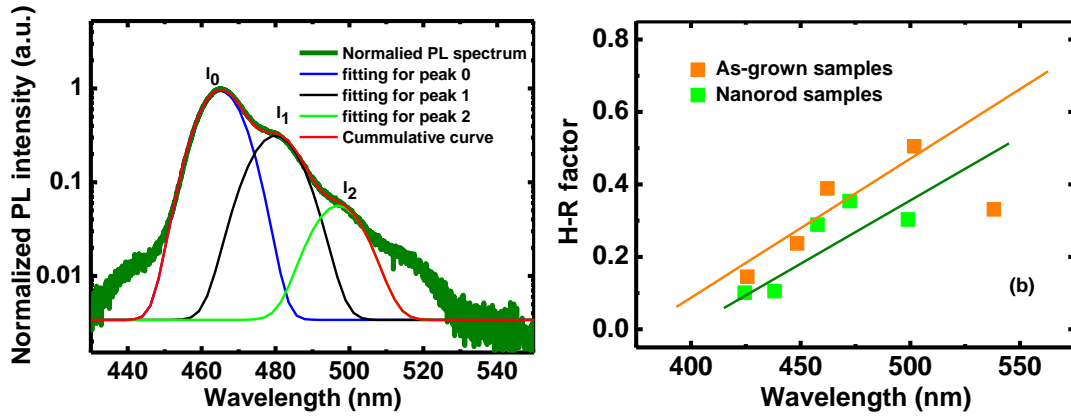 Normalized PL intensity (a.u.)
1
0.1
0.01
I0
I1
I2
Normalied PL spectrum
fitting for peak 0
fitting for peak 1
fitting for peak 2
Cummulative curve
440 460 480 500 520 540
Wavelength (nm)
H-R factor
0.8
0.6
0.4
0.2
0.0
As-grown samples
Nanorod samples
(b)
400 450 500 550
Wavelength (nm)